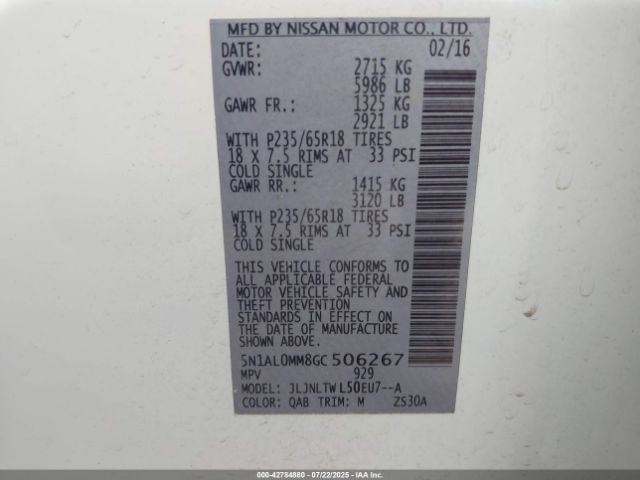 MFD BY NISSAN MOTOR CO., LTD.
DATE: 02/16
GVWR: 2715 KG
5986 LB
GAWR FR.: 1325 KG
2921 LB
WITH P235/65R18 TIRES
18 X 7.5 RIMS AT 33 PSI
COLD SINGLE
GAWR RR.: 1415 KG
3120 LB
WITH P235/65R18 TIRES
18 X 7.5 RIMS AT 33 PSI
COLD SINGLE
THIS VEHICLE CONFORMS TO
ALL APPLICABLE FEDERAL
MOTOR VEHICLE SAFETY AND
THEFT PREVENTION
STANDARDS IN EFFECT ON
THE DATE OF MANUFACTURE
SHOWN ABOVE.
5N1AL0MM8GC506267
MPV 929
MODEL: JLJNLTWL50EU7--A
COLOR: QAB TRIM: M ZS30A
000-42784880 - 07/22/2025 - IAAI.COM